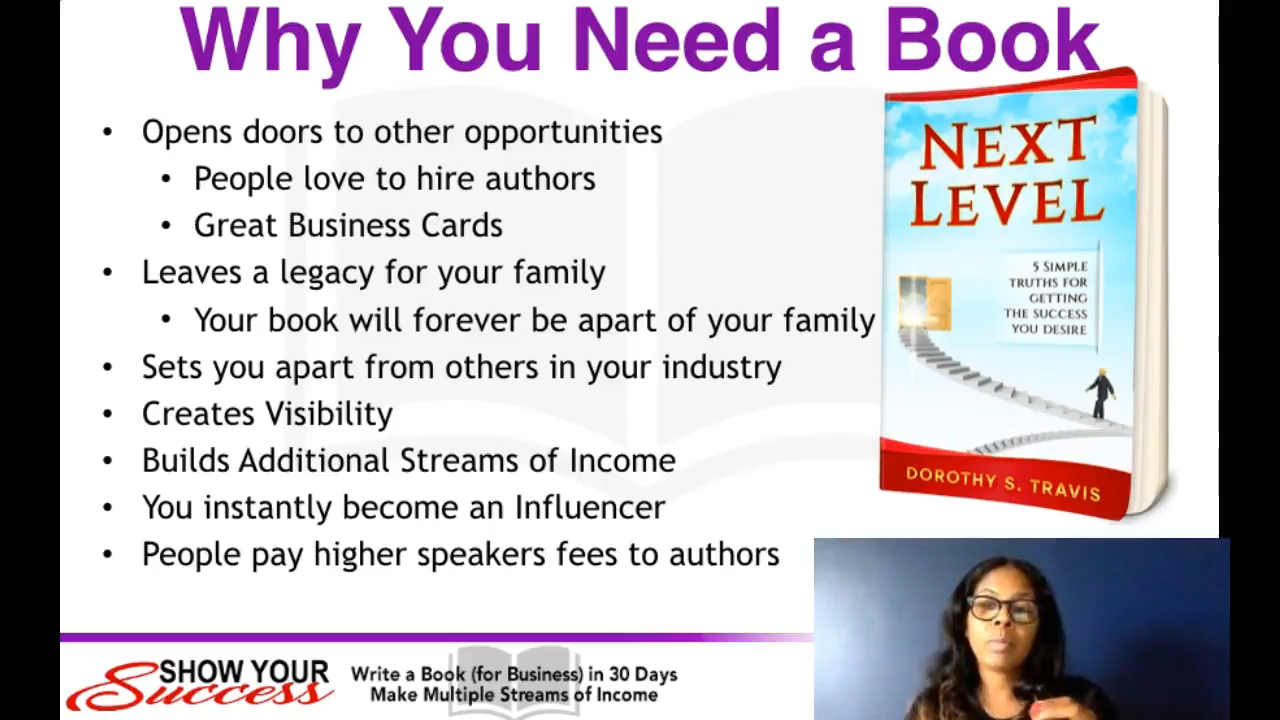 Why You Need a Book
• Opens doors to other opportunities
• People love to hire authors
• Great Business Cards
• Leaves a legacy for your family
• Your book will forever be apart of your family
• Sets you apart from others in your industry
• Creates Visibility
• Builds Additional Streams of Income
• You instantly become an Influencer
• People pay higher speakers fees to authors
NEXT
LEVEL
5 SIMPLE
TRUTHS FOR
GETTING
THE SUCCESS
YOU DESIRE
DOROTHY S. TRAVIS
SHOW YOUR
Success
Write a Book (for Business) in 30 Days
Make Multiple Streams of Income